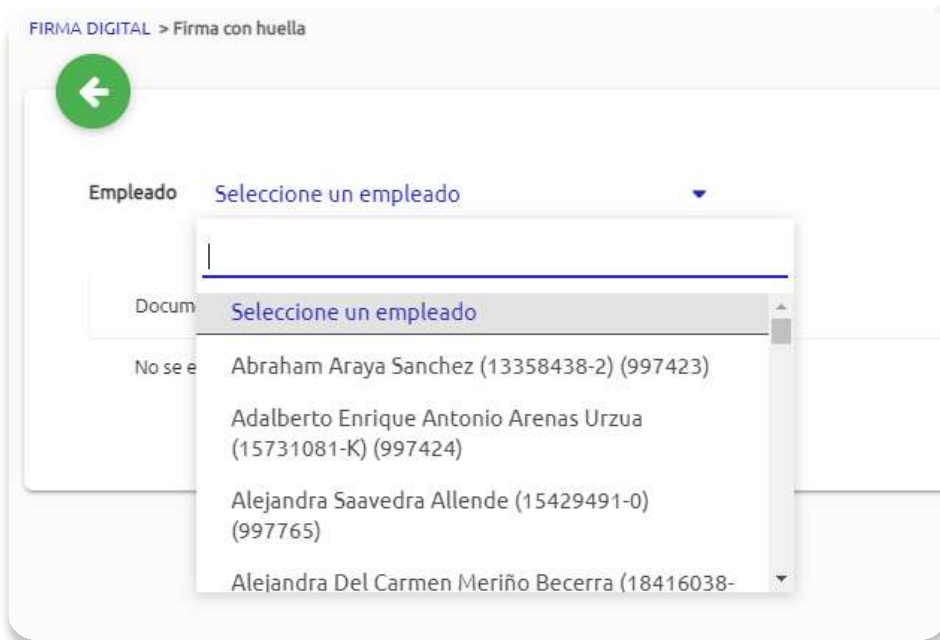 FIRMA DIGITAL > Firma con huella
Empleado Seleccione un empleado
Docum
Seleccione un empleado
No se e
Abraham Araya Sanchez (13358438-2) (997423)
Adalberto Enrique Antonio Arenas Urzua
(15731081-K) (997424)
Alejandra Saavedra Allende (15429491-0)
(997765)
Alejandra Del Carmen Meriño Becerra (18416038-